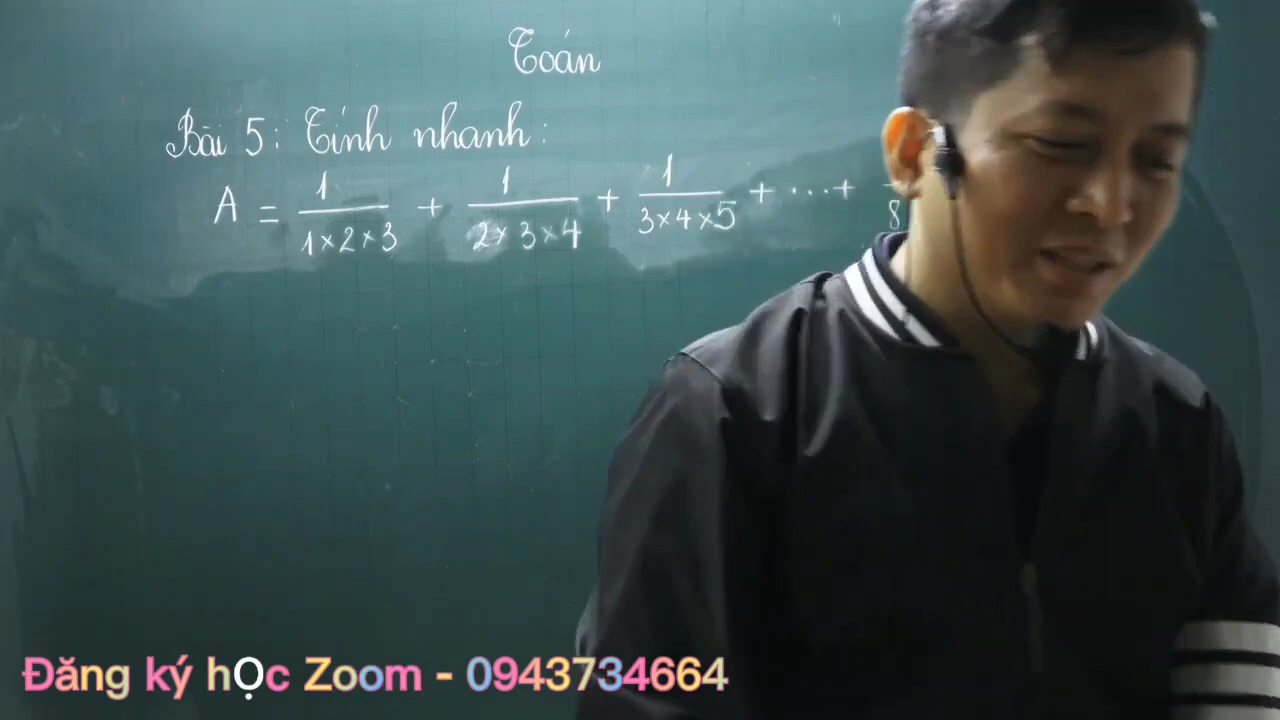 Toán
Bài 5: Tính nhanh:
A = 1/(1×2×3) + 1/(2×3×4) + 1/(3×4×5) + ... + /8
Đăng ký hỌc Zoom - 0943734664